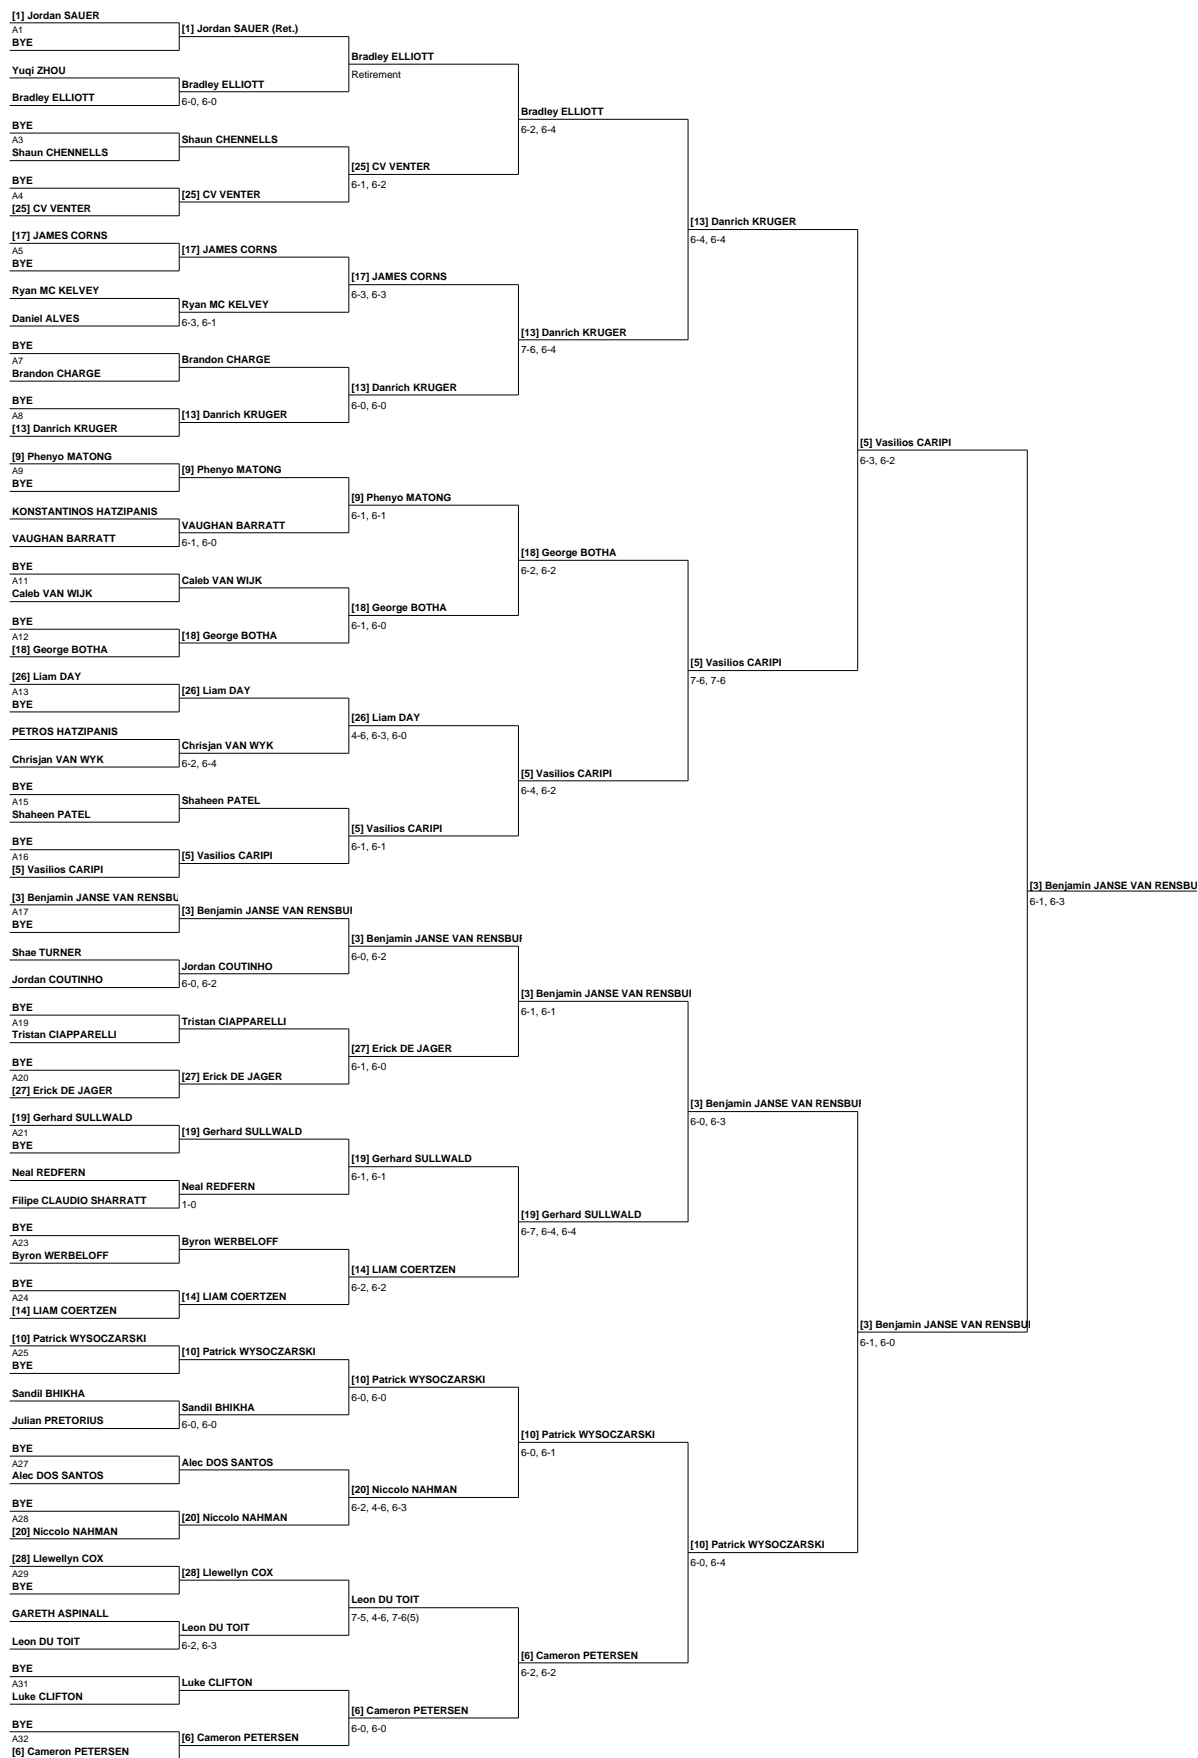 [1] Jordan SAUER
A1
BYE
Yuqi ZHOU
Bradley ELLIOTT
BYE
A3
Shaun CHENNELLS
BYE
A4
[25] CV VENTER
[17] JAMES CORNS
A5
BYE
Ryan MC KELVEY
Daniel ALVES
BYE
A7
Brandon CHARGE
BYE
A8
[13] Danrich KRUGER
[9] Phenyo MATONG
A9
BYE
KONSTANTINOS HATZIPANIS
VAUGHAN BARRATT
BYE
A11
Caleb VAN WIJK
BYE
A12
[18] George BOTHA
[26] Liam DAY
A13
BYE
PETROS HATZIPANIS
Chrisjan VAN WYK
BYE
A15
Shaheen PATEL
BYE
A16
[5] Vasilios CARIPI
[3] Benjamin JANSE VAN RENSBU
A17
BYE
Shae TURNER
Jordan COUTINHO
BYE
A19
Tristan CIAPPARELLI
BYE
A20
[27] Erick DE JAGER
[19] Gerhard SULLWALD
A21
BYE
Neal REDFERN
Filipe CLAUDIO SHARRATT
BYE
A23
Byron WERBELOFF
BYE
A24
[14] LIAM COERTZEN
[10] Patrick WYSOCZARSKI
A25
BYE
Sandil BHIKHA
Julian PRETORIUS
BYE
A27
Alec DOS SANTOS
BYE
A28
[20] Niccolo NAHMAN
[28] Llewellyn COX
A29
BYE
GARETH ASPINALL
Leon DU TOIT
BYE
A31
Luke CLIFTON
BYE
A32
[6] Cameron PETERSEN
[1] Jordan SAUER (Ret.)
Bradley ELLIOTT
6-0, 6-0
Shaun CHENNELLS
[25] CV VENTER
[17] JAMES CORNS
Ryan MC KELVEY
6-3, 6-1
Brandon CHARGE
[13] Danrich KRUGER
[9] Phenyo MATONG
VAUGHAN BARRATT
6-1, 6-0
Caleb VAN WIJK
[18] George BOTHA
[26] Liam DAY
Chrisjan VAN WYK
6-2, 6-4
Shaheen PATEL
[5] Vasilios CARIPI
[3] Benjamin JANSE VAN RENSBU
Jordan COUTINHO
6-0, 6-2
Tristan CIAPPARELLI
[27] Erick DE JAGER
[19] Gerhard SULLWALD
Neal REDFERN
1-0
Byron WERBELOFF
[14] LIAM COERTZEN
[10] Patrick WYSOCZARSKI
Sandil BHIKHA
6-0, 6-0
Alec DOS SANTOS
[20] Niccolo NAHMAN
[28] Llewellyn COX
Leon DU TOIT
6-2, 6-3
Luke CLIFTON
[6] Cameron PETERSEN
Bradley ELLIOTT
Retirement
[25] CV VENTER
6-1, 6-2
[17] JAMES CORNS
6-3, 6-3
[13] Danrich KRUGER
6-0, 6-0
[9] Phenyo MATONG
6-1, 6-1
[18] George BOTHA
6-1, 6-0
[26] Liam DAY
4-6, 6-3, 6-0
[5] Vasilios CARIPI
6-1, 6-1
[3] Benjamin JANSE VAN RENSBU
6-0, 6-2
[27] Erick DE JAGER
6-1, 6-0
[19] Gerhard SULLWALD
6-1, 6-1
[14] LIAM COERTZEN
6-2, 6-2
[10] Patrick WYSOCZARSKI
6-0, 6-0
[20] Niccolo NAHMAN
6-2, 4-6, 6-3
Leon DU TOIT
7-5, 4-6, 7-6(5)
[6] Cameron PETERSEN
6-0, 6-0
Bradley ELLIOTT
6-2, 6-4
[13] Danrich KRUGER
7-6, 6-4
[18] George BOTHA
6-2, 6-2
[5] Vasilios CARIPI
6-4, 6-2
[3] Benjamin JANSE VAN RENSBU
6-1, 6-1
[19] Gerhard SULLWALD
6-7, 6-4, 6-4
[10] Patrick WYSOCZARSKI
6-0, 6-1
[6] Cameron PETERSEN
6-2, 6-2
[13] Danrich KRUGER
6-4, 6-4
[5] Vasilios CARIPI
7-6, 7-6
[3] Benjamin JANSE VAN RENSBU
6-0, 6-3
[10] Patrick WYSOCZARSKI
6-0, 6-4
[5] Vasilios CARIPI
6-3, 6-2
[3] Benjamin JANSE VAN RENSBU
6-1, 6-0
[3] Benjamin JANSE VAN RENSBU
6-1, 6-3